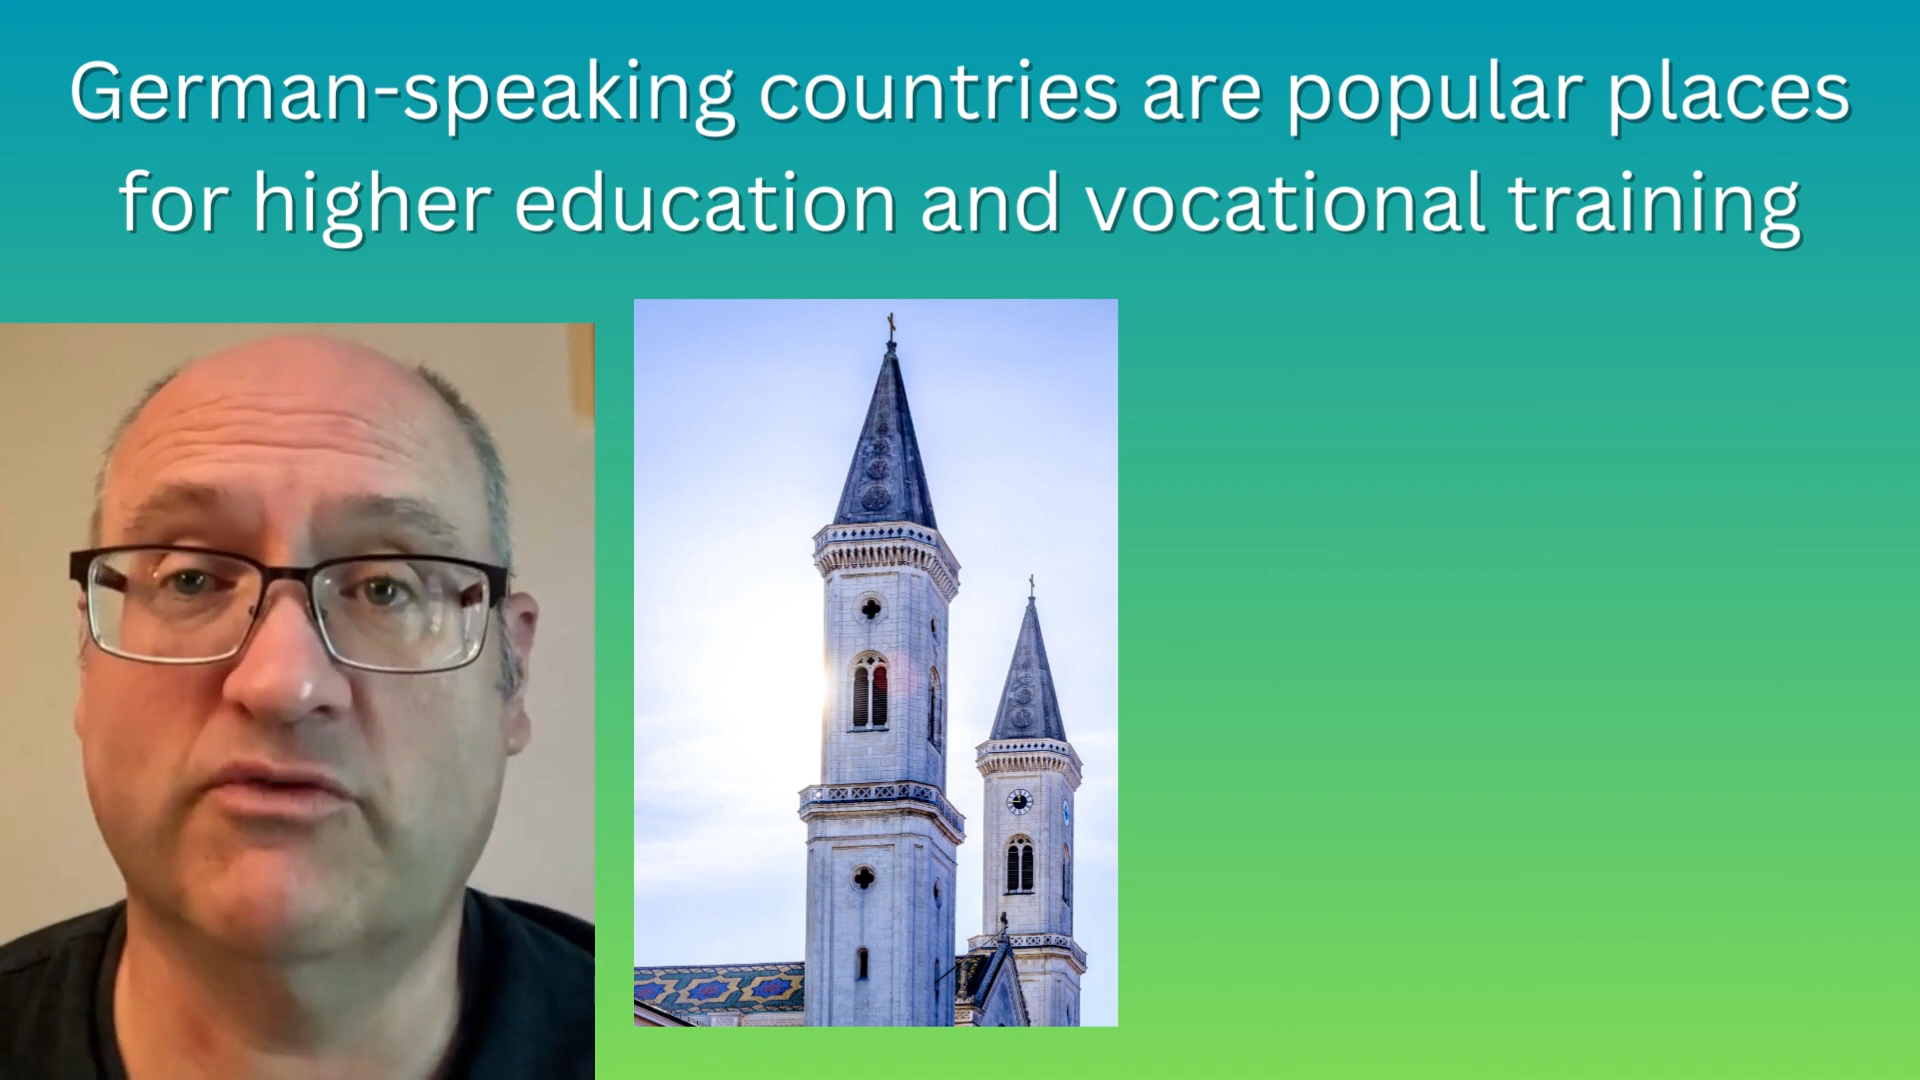 German-speaking countries are popular places
for higher education and vocational training